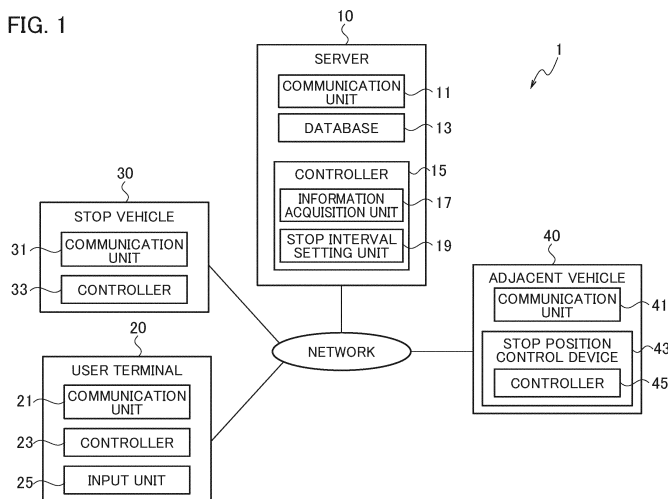 FIG. 1
10
1
SERVER
COMMUNICATION
UNIT
11
DATABASE
13
CONTROLLER
15
INFORMATION
ACQUISITION UNIT
17
STOP INTERVAL
SETTING UNIT
19
30
STOP VEHICLE
31
COMMUNICATION
UNIT
33
CONTROLLER
40
ADJACENT VEHICLE
COMMUNICATION
UNIT
41
STOP POSITION
CONTROL DEVICE
43
CONTROLLER
45
NETWORK
20
USER TERMINAL
21
COMMUNICATION
UNIT
23
CONTROLLER
25
INPUT UNIT